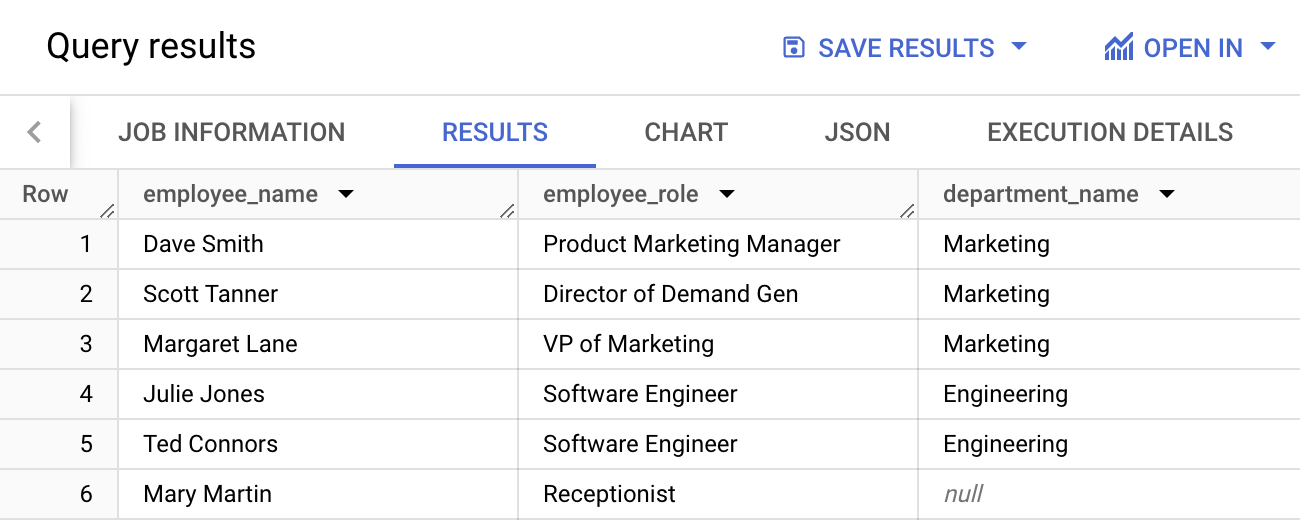 Query results SAVE RESULTS OPEN IN
JOB INFORMATION RESULTS CHART JSON EXECUTION DETAILS
Row employee_name employee_role department_name
1 Dave Smith Product Marketing Manager Marketing
2 Scott Tanner Director of Demand Gen Marketing
3 Margaret Lane VP of Marketing Marketing
4 Julie Jones Software Engineer Engineering
5 Ted Connors Software Engineer Engineering
6 Mary Martin Receptionist null